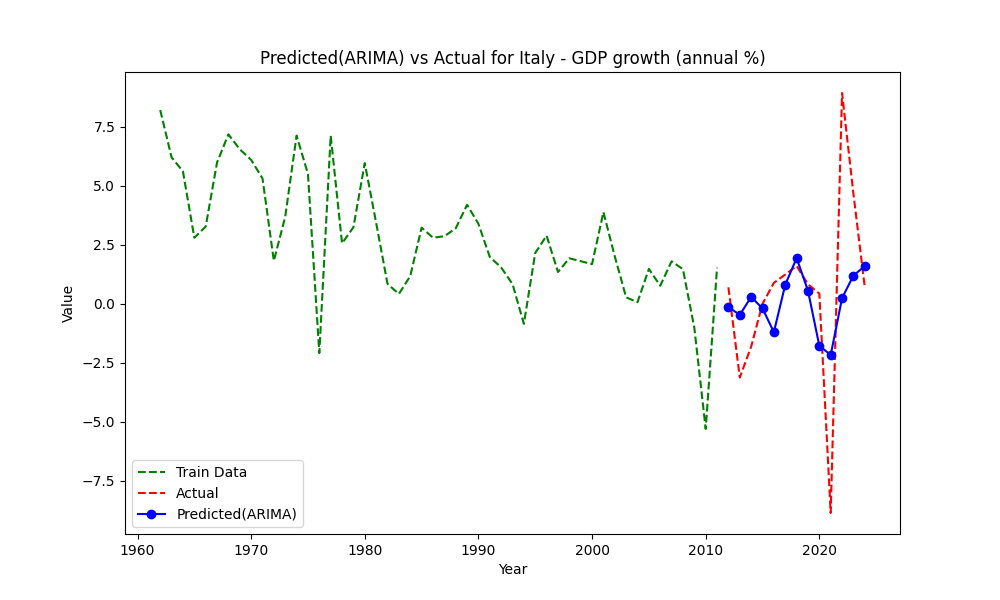 Predicted(ARIMA) vs Actual for Italy - GDP growth (annual %)
7.5
5.0
2.5
0.0
−2.5
−5.0
−7.5
Value
Train Data
Actual
Predicted(ARIMA)
1960 1970 1980 1990 2000 2010 2020
Year